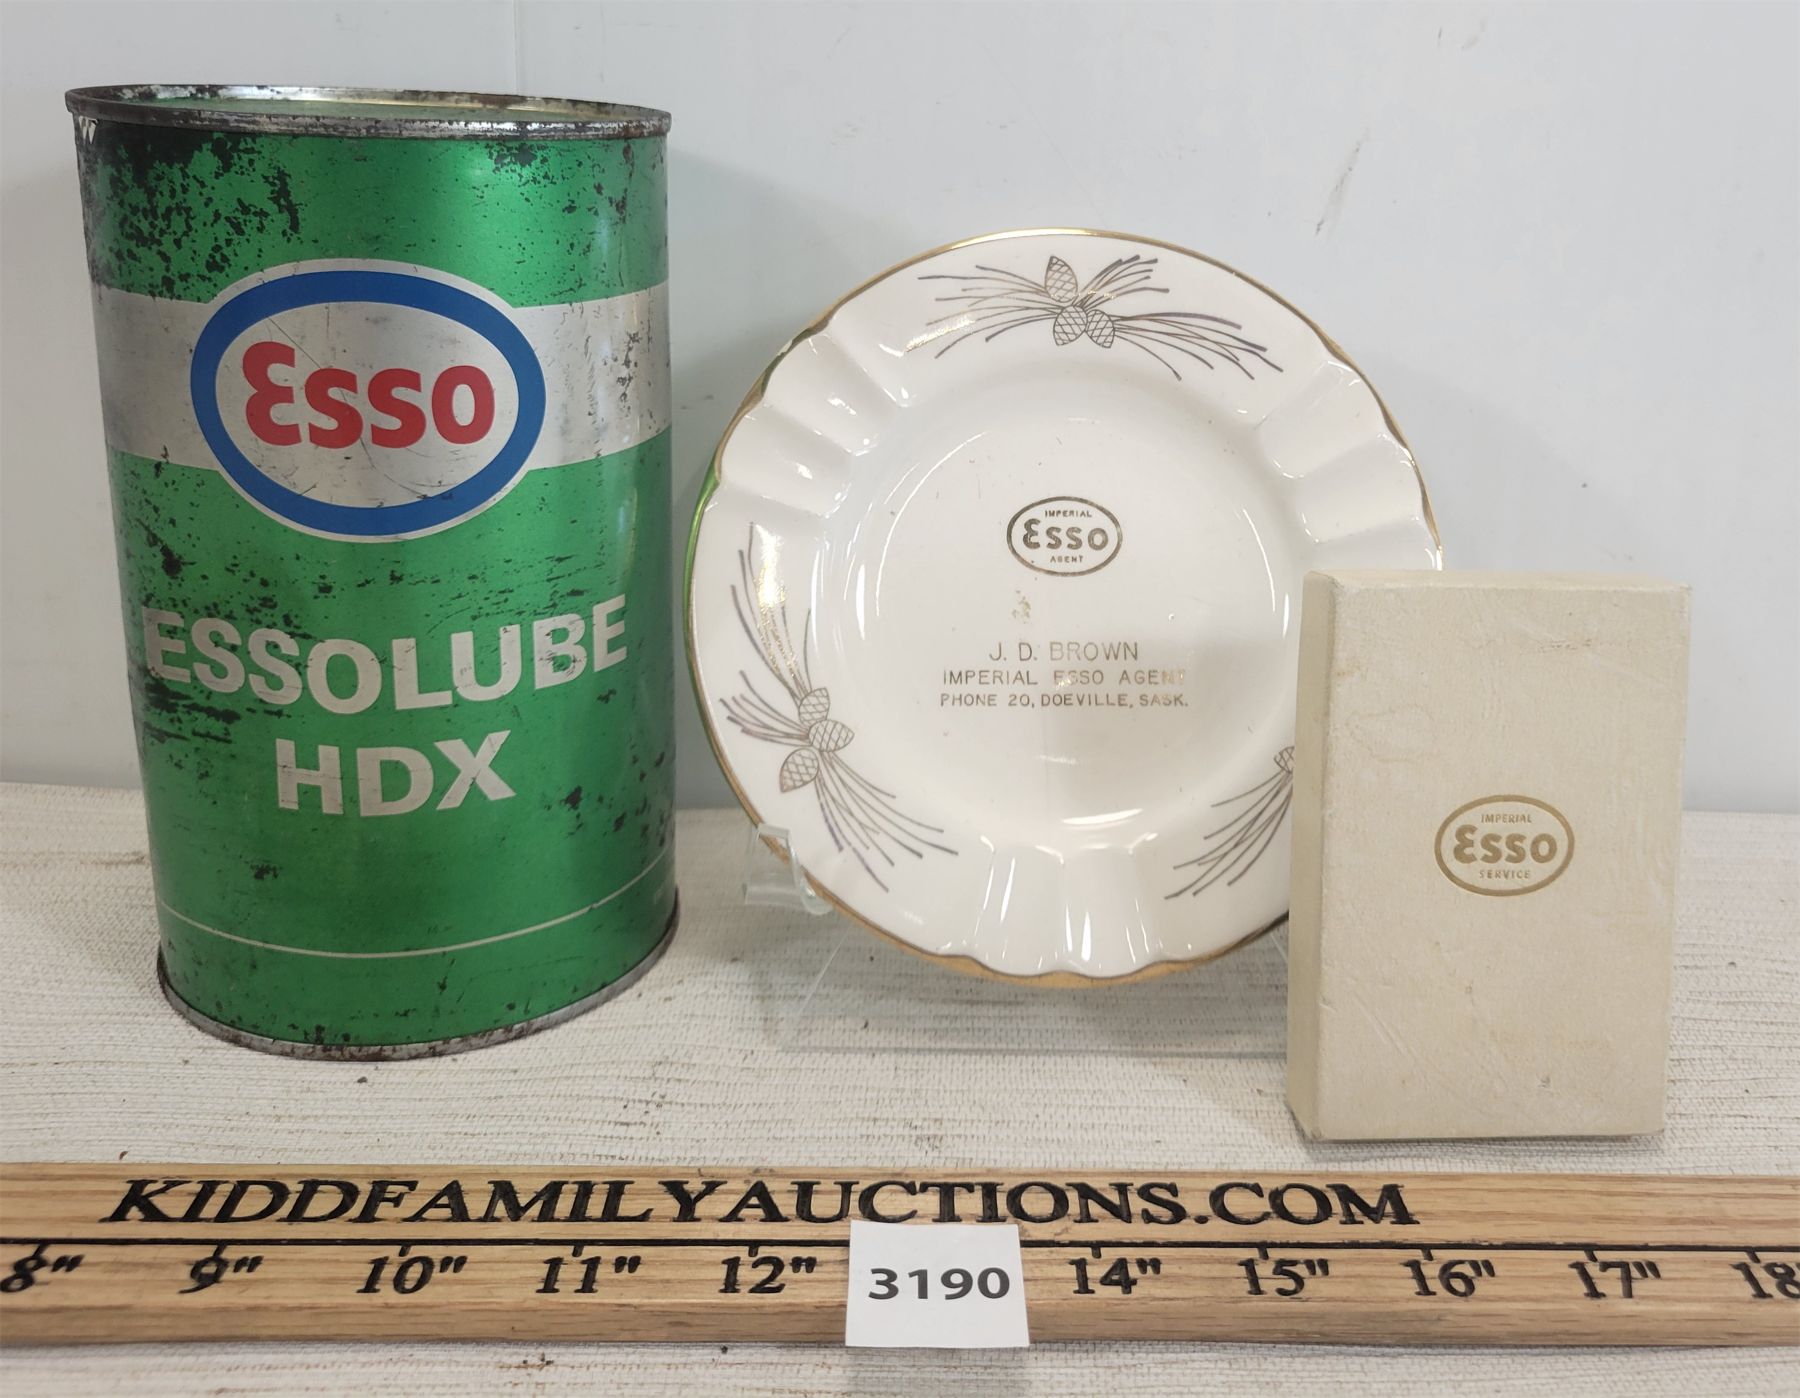 Esso
ESSOLUBE
HDX
IMPERIAL
Esso
AGENT
J. D. BROWN
IMPERIAL ESSO AGENT
PHONE 20, DOEVILLE, SASK.
IMPERIAL
Esso
SERVICE
KIDDFAMILYAUCTIONS.COM
8" 9" 10" 11" 12" 14" 15" 16" 17" 18
3190